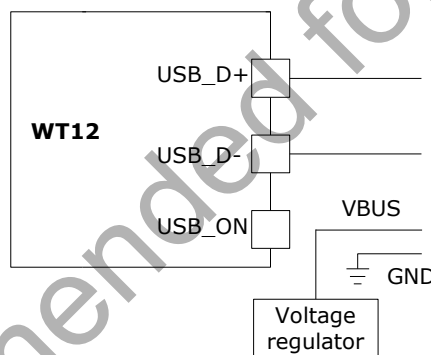 USB_D+
WT12
USB_D-
USB_ON
VBUS
GND
Voltage
regulator